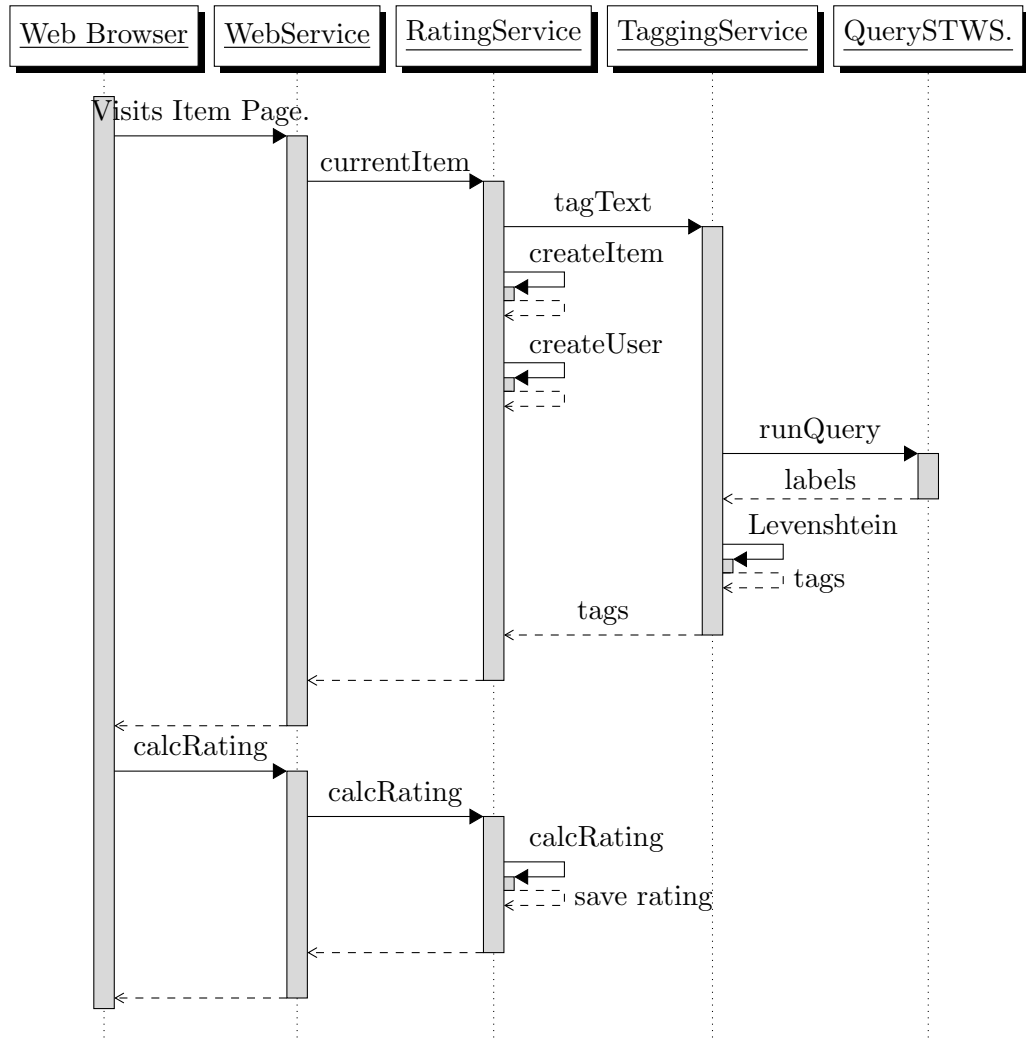 Web Browser
WebService
RatingService
TaggingService
QuerySTWS.
Visits Item Page.
currentItem
tagText
createItem
createUser
runQuery
labels
Levenshtein
tags
tags
calcRating
calcRating
calcRating
save rating